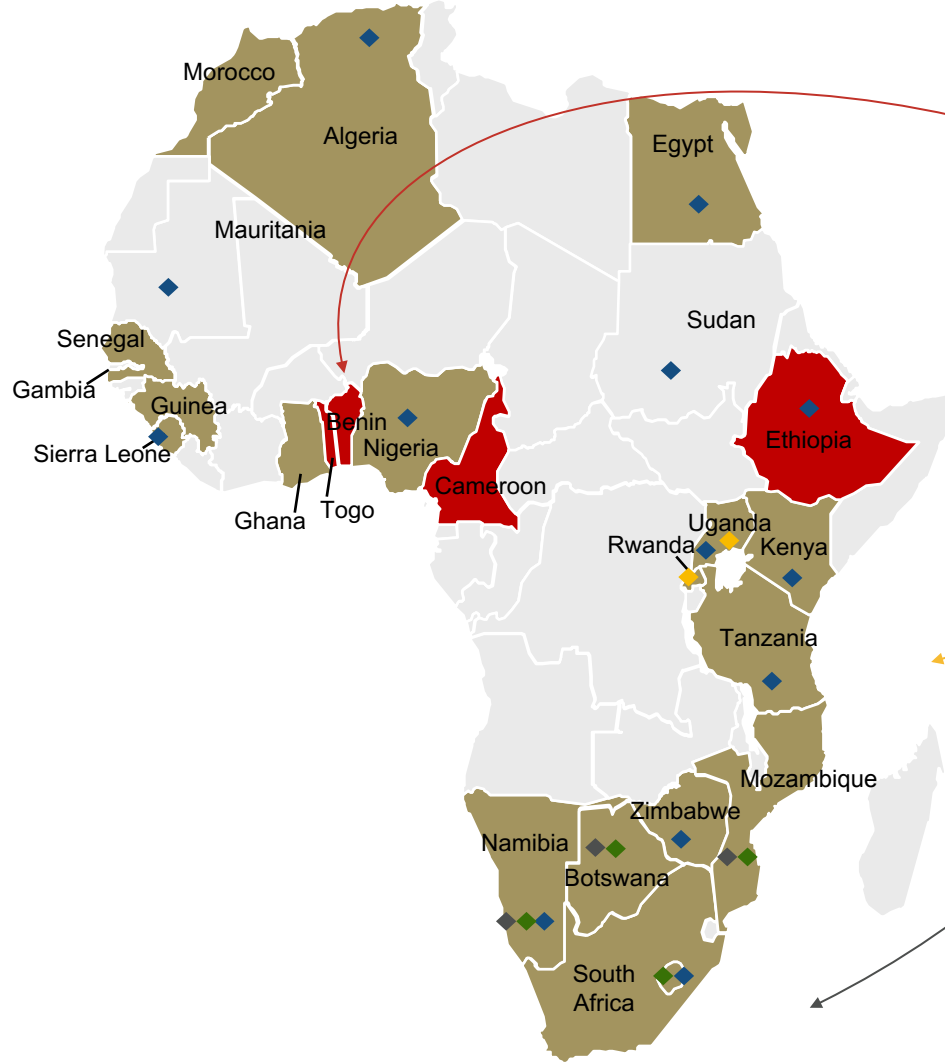 Morocco
Algeria
Egypt
Mauritania
Sudan
Senegal
Gambia
Guinea
Benin
Ethiopia
Nigeria
Sierra Leone
Cameroon
Togo
Ghana
Uganda
Rwanda
Kenya
Tanzania
Mozambique
Zimbabwe
Namibia
Botswana
South
Africa